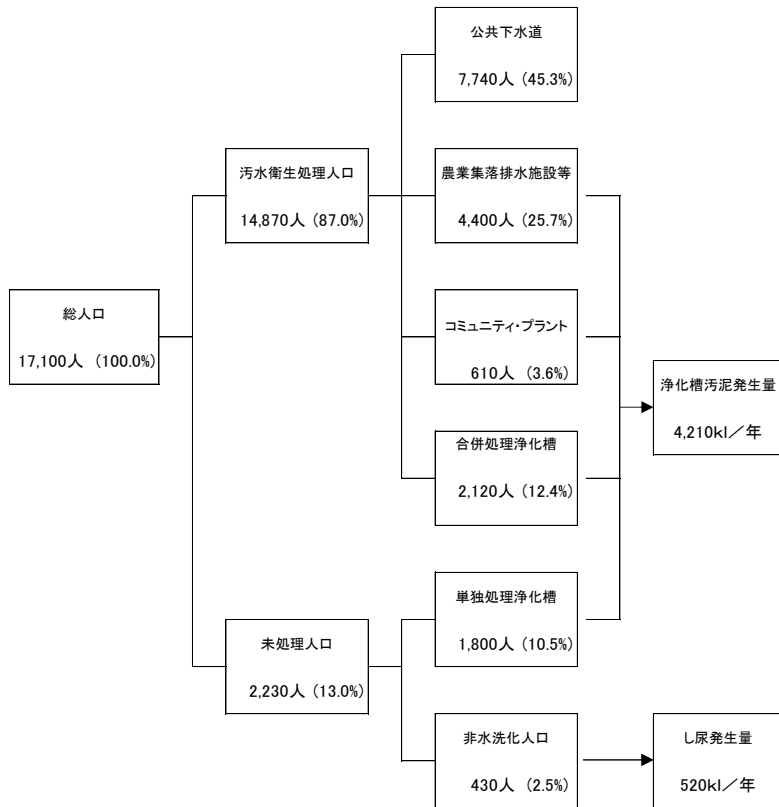 公共下水道
7,740人 (45.3%)
汚水衛生処理人口
14,870人 (87.0%)
農業集落排水施設等
4,400人 (25.7%)
総人口
17,100人 (100.0%)
コミュニティ・プラント
610人 (3.6%)
浄化槽汚泥発生量
4,210kl／年
合併処理浄化槽
2,120人 (12.4%)
単独処理浄化槽
1,800人 (10.5%)
未処理人口
2,230人 (13.0%)
非水洗化人口
430人 (2.5%)
し尿発生量
520kl／年